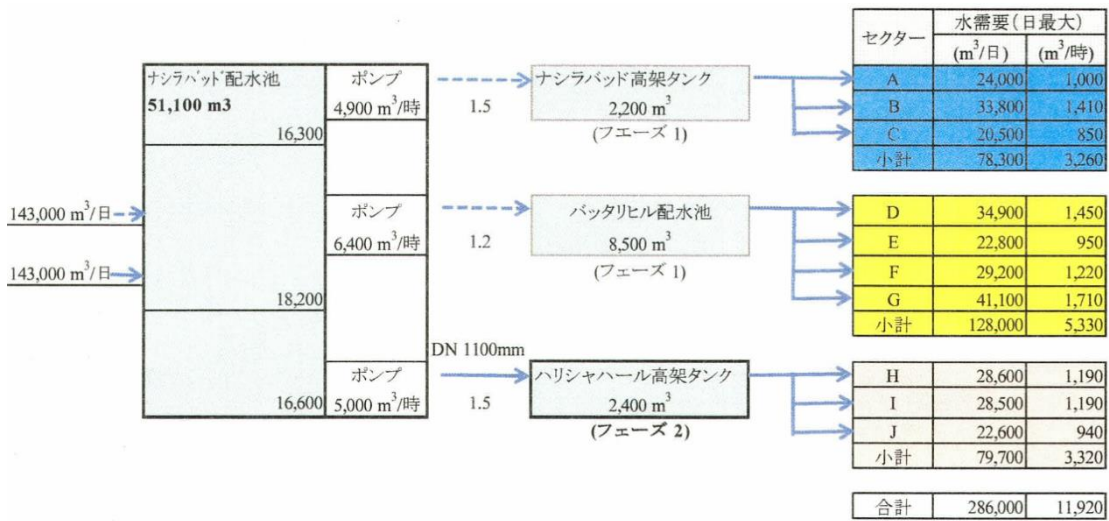 セクター
水需要(日最大)
(m³/日) (m³/時)
ナシラバッド配水池
51,100 m3
16,300
18,200
16,600
ポンプ
4,900 m³/時
ポンプ
6,400 m³/時
ポンプ
5,000 m³/時
143,000 m³/日
143,000 m³/日
1.5
1.2
DN 1100mm
1.5
ナシラバッド高架タンク
2,200 m³
(フエーズ 1)
バッタリヒル配水池
8,500 m³
(フェーズ 1)
ハリシャハール高架タンク
2,400 m³
(フェーズ 2)
A 24,000 1,000
B 33,800 1,410
C 20,500 850
小計 78,300 3,260
D 34,900 1,450
E 22,800 950
F 29,200 1,220
G 41,100 1,710
小計 128,000 5,330
H 28,600 1,190
I 28,500 1,190
J 22,600 940
小計 79,700 3,320
合計 286,000 11,920